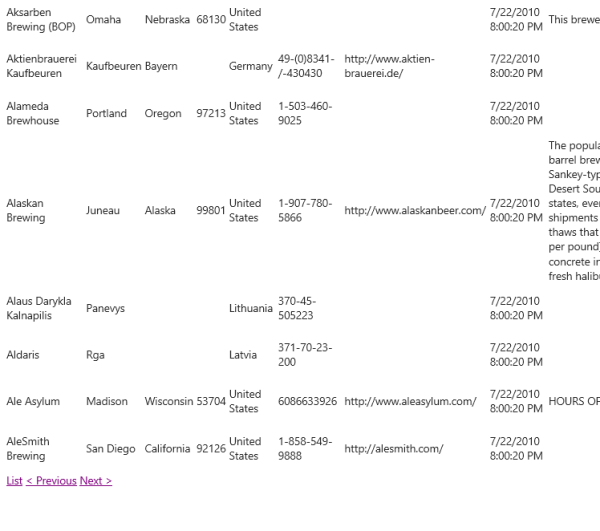 Aksarben Brewing (BOP) Omaha Nebraska 68130 United States 7/22/2010 8:00:20 PM This brewe
Aktienbrauerei Kaufbeuren Kaufbeuren Bayern Germany 49-(0)8341-/-430430 http://www.aktien-brauerei.de/ 7/22/2010 8:00:20 PM
Alameda Brewhouse Portland Oregon 97213 United States 1-503-460-9025 7/22/2010 8:00:20 PM
Alaskan Brewing Juneau Alaska 99801 United States 1-907-780-5866 http://www.alaskanbeer.com/ 7/22/2010 8:00:20 PM
The popula
barrel brew
Sankey-typ
Desert Sou
states, eve
shipments
thaws that
per pound)
concrete in
fresh halibu
Alaus Darykla Kalnapilis Panevys Lithuania 370-45-505223 7/22/2010 8:00:20 PM
Aldaris Rga Latvia 371-70-23-200 7/22/2010 8:00:20 PM
Ale Asylum Madison Wisconsin 53704 United States 6086633926 http://www.aleasylum.com/ 7/22/2010 8:00:20 PM HOURS OF
AleSmith Brewing San Diego California 92126 United States 1-858-549-9888 http://alesmith.com/ 7/22/2010 8:00:20 PM
List < Previous Next >